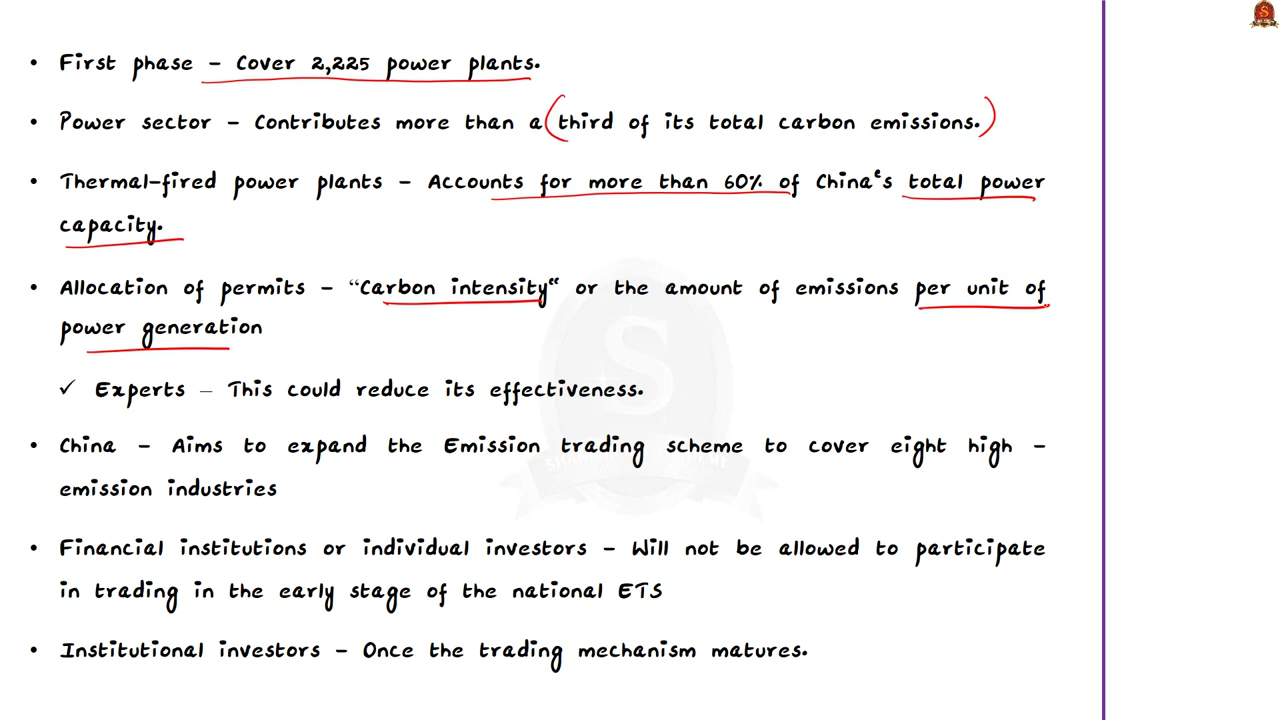 • First phase – Cover 2,225 power plants.
• Power sector – Contributes more than a third of its total carbon emissions.
• Thermal-fired power plants – Accounts for more than 60% of China‘s total power
capacity.
• Allocation of permits – “Carbon intensity“ or the amount of emissions per unit of
power generation
✓ Experts – This could reduce its effectiveness.
• China – Aims to expand the Emission trading scheme to cover eight high –
emission industries
• Financial institutions or individual investors – Will not be allowed to participate
in trading in the early stage of the national ETS
• Institutional investors – Once the trading mechanism matures.